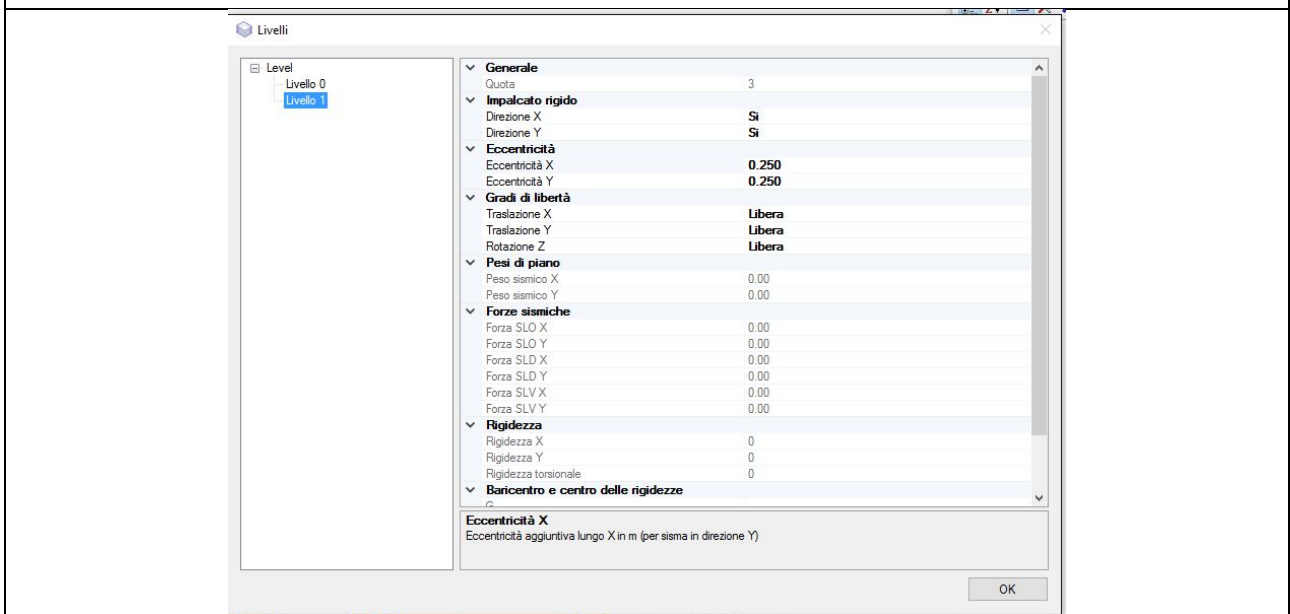 Livelli
Level
Livello 0
Livello 1
Generale
Quota 3
Impalcato rigido
Direzione X Si
Direzione Y Si
Eccentricità
Eccentricità X 0.250
Eccentricità Y 0.250
Gradi di libertà
Traslazione X Libera
Traslazione Y Libera
Rotazione Z Libera
Pesi di piano
Peso sismico X 0.00
Peso sismico Y 0.00
Forze sismiche
Forza SLO X 0.00
Forza SLO Y 0.00
Forza SLD X 0.00
Forza SLD Y 0.00
Forza SLV X 0.00
Forza SLV Y 0.00
Rigidezza
Rigidezza X 0
Rigidezza Y 0
Rigidezza torsionale 0
Baricentro e centro delle rigidezze
Eccentricità X
Eccentricità aggiuntiva lungo X in m (per sisma in direzione Y)
OK